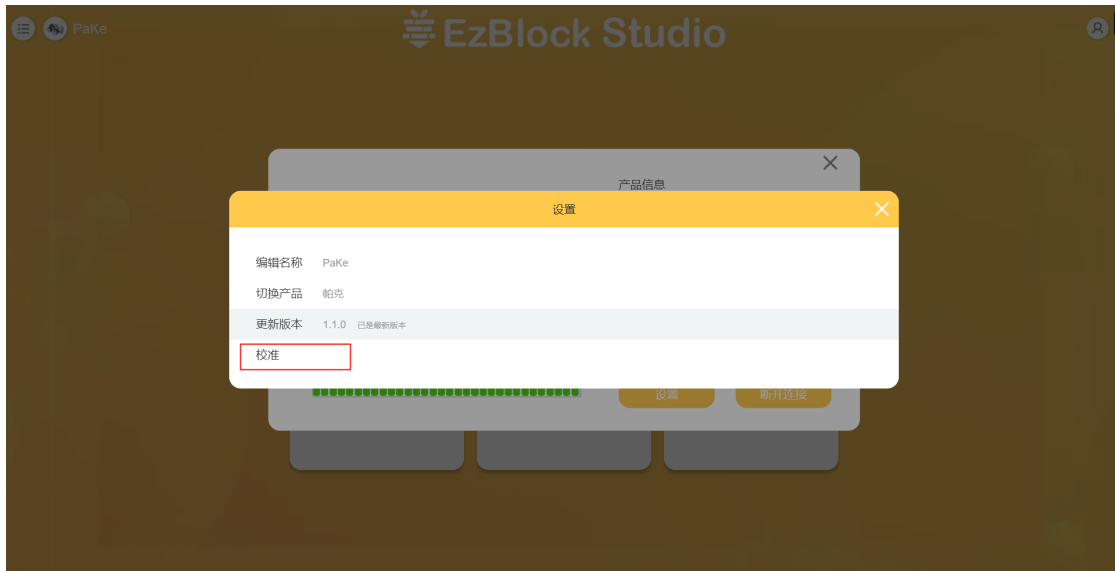 PaKe
EzBlock Studio
产品信息
设置
编辑名称 PaKe
切换产品 帕克
更新版本 1.1.0 已是最新版本
校准
设置 断开连接